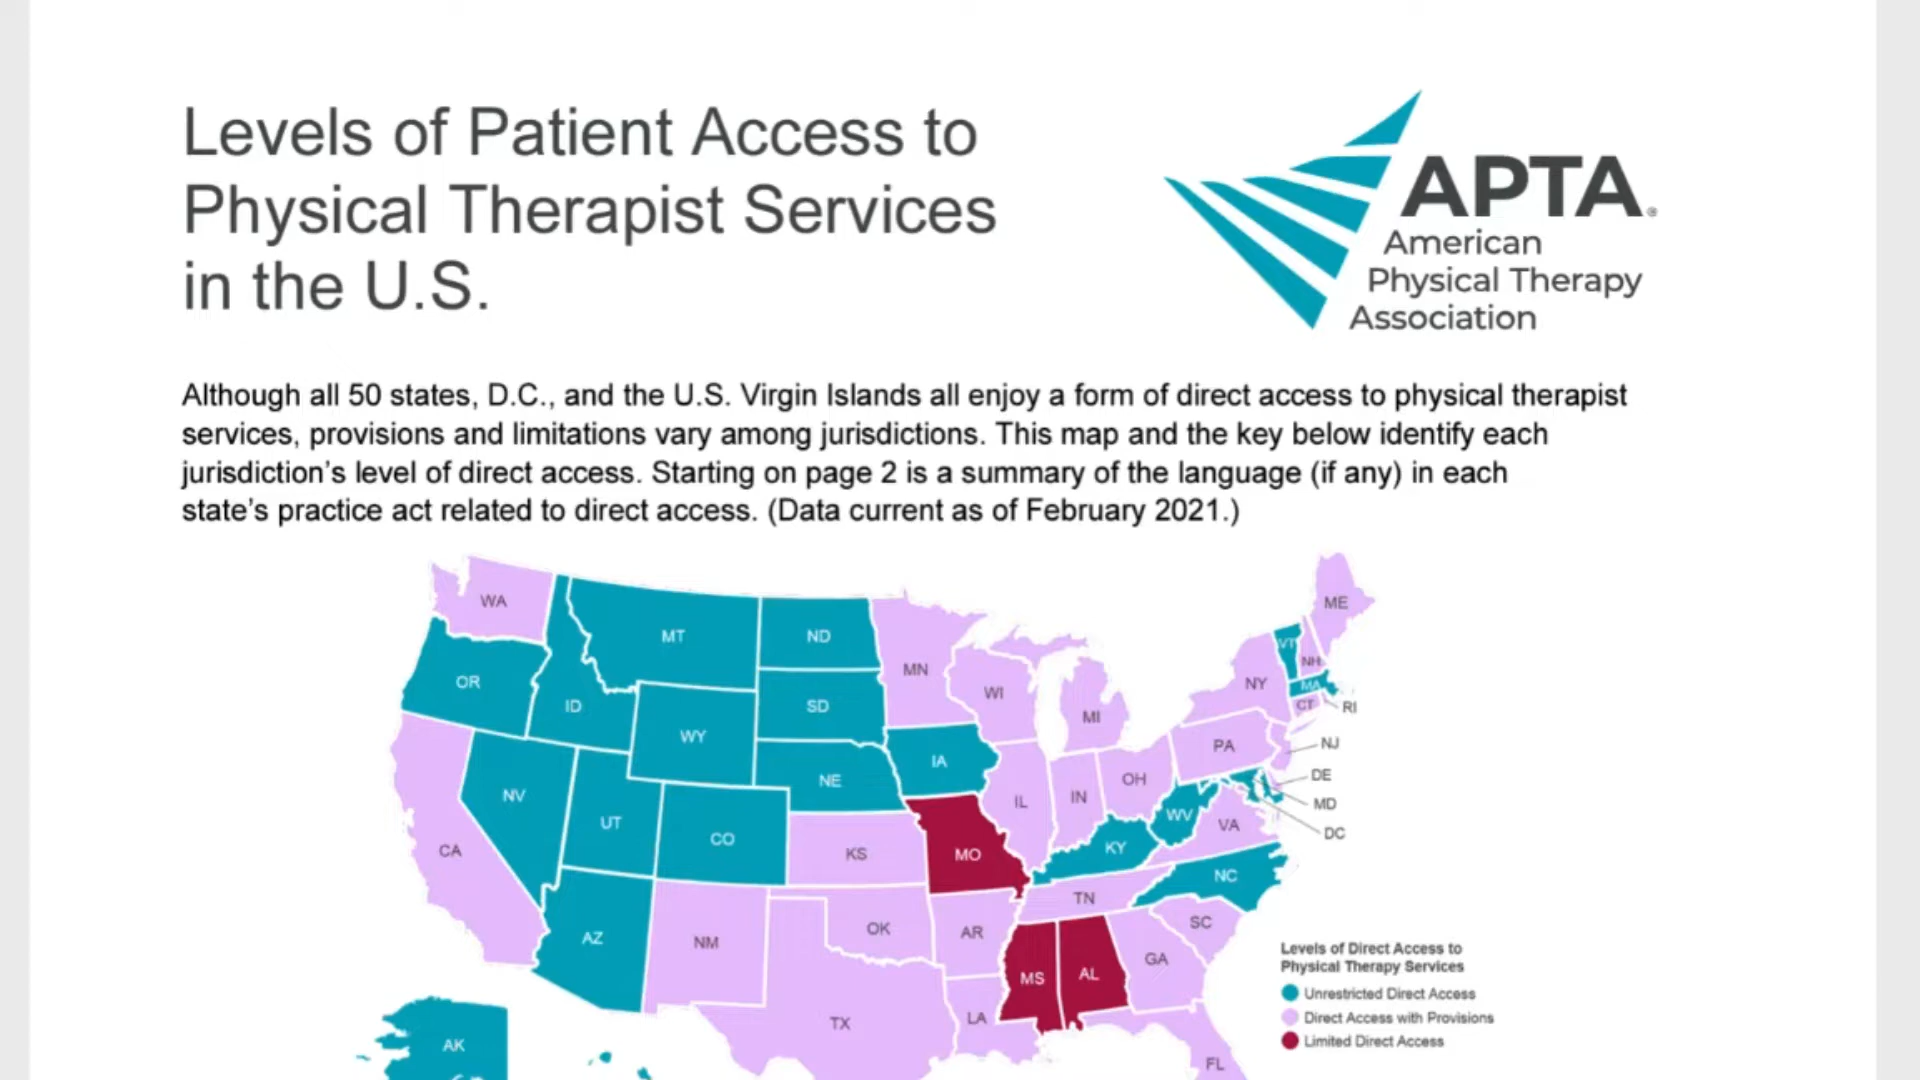 Levels of Patient Access to
Physical Therapist Services
in the U.S.
APTA®
American
Physical Therapy
Association
Although all 50 states, D.C., and the U.S. Virgin Islands all enjoy a form of direct access to physical therapist
services, provisions and limitations vary among jurisdictions. This map and the key below identify each
jurisdiction’s level of direct access. Starting on page 2 is a summary of the language (if any) in each
state’s practice act related to direct access. (Data current as of February 2021.)
WA
MT
ND
MN
ME
OR
ID
WY
SD
WI
MI
NY
VT
NH
MA
CT
RI
NV
UT
CO
NE
IA
IL
IN
OH
PA
NJ
DE
MD
DC
CA
KS
MO
KY
WV
VA
AZ
NM
OK
AR
TN
NC
SC
MS
AL
GA
TX
LA
FL
AK
Levels of Direct Access to
Physical Therapy Services
Unrestricted Direct Access
Direct Access with Provisions
Limited Direct Access